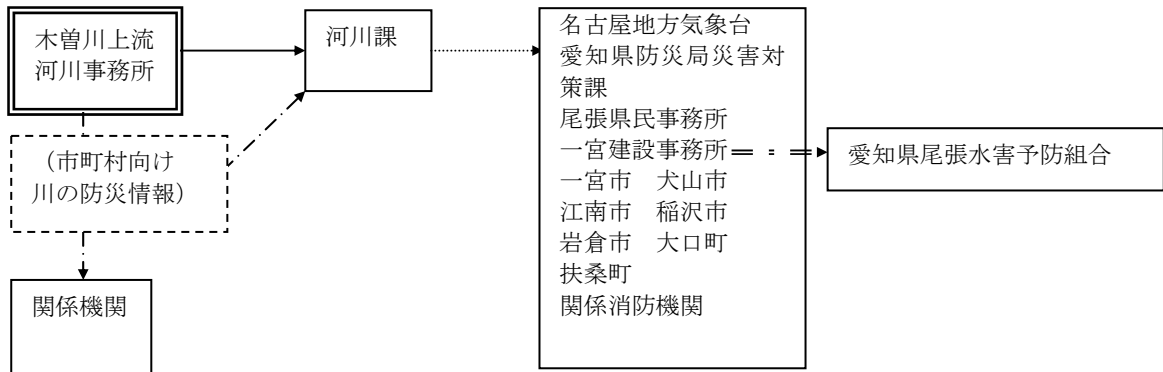 木曽川上流
河川事務所
（市町村向け
川の防災情報）
関係機関
河川課
名古屋地方気象台
愛知県防災局災害対
策課
尾張県民事務所
一宮建設事務所
一宮市　犬山市
江南市　稲沢市
岩倉市　大口町
扶桑町
関係消防機関
愛知県尾張水害予防組合